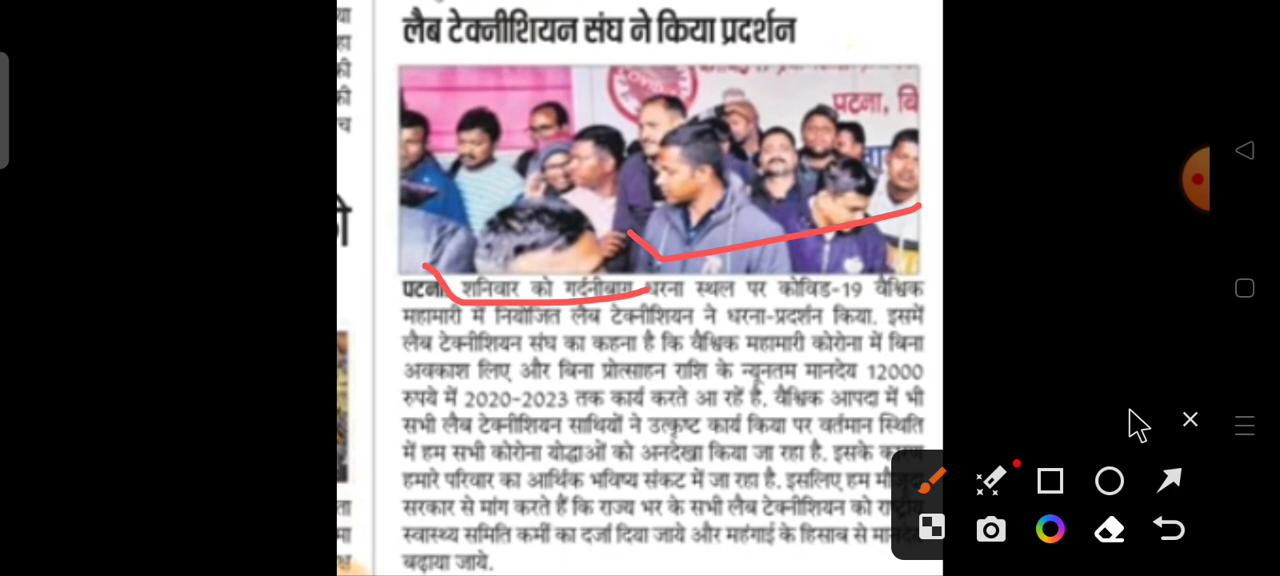 लैब टेक्नीशियन संघ ने किया प्रदर्शन
पटना, बि
पटना. शनिवार को गर्दनीबाग धरना स्थल पर कोविड-19 वैश्विक
महामारी में नियोजित लैब टेक्नीशियन ने धरना-प्रदर्शन किया. इसमें
लैब टेक्नीशियन संघ का कहना है कि वैश्विक महामारी कोरोना में बिना
अवकाश लिए और बिना प्रोत्साहन राशि के न्यूनतम मानदेय 12000
रुपये में 2020-2023 तक कार्य करते आ रहें है. वैश्विक आपदा में भी
सभी लैब टेक्नीशियन साथियों ने उत्कृष्ट कार्य किया पर वर्तमान स्थिति
में हम सभी कोरोना योद्धाओं को अनदेखा किया जा रहा है. इसके कारण
हमारे परिवार का आर्थिक भविष्य संकट में जा रहा है. इसलिए हम मौजूदा
सरकार से मांग करते हैं कि राज्य भर के सभी लैब टेक्नीशियन को राष्ट्रीय
स्वास्थ्य समिति कर्मी का दर्जा दिया जाये और महंगाई के हिसाब से मानदेय
बढ़ाया जाये.